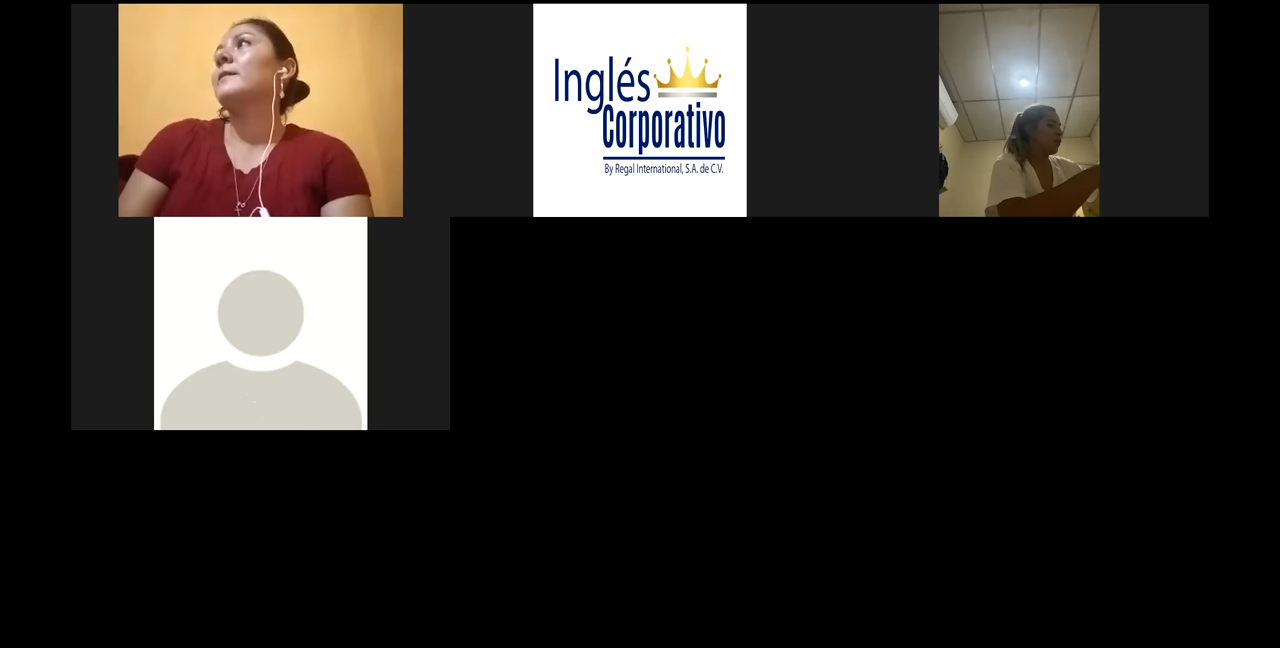 Inglés
Corporativo
By Regal International, S.A. de C.V.